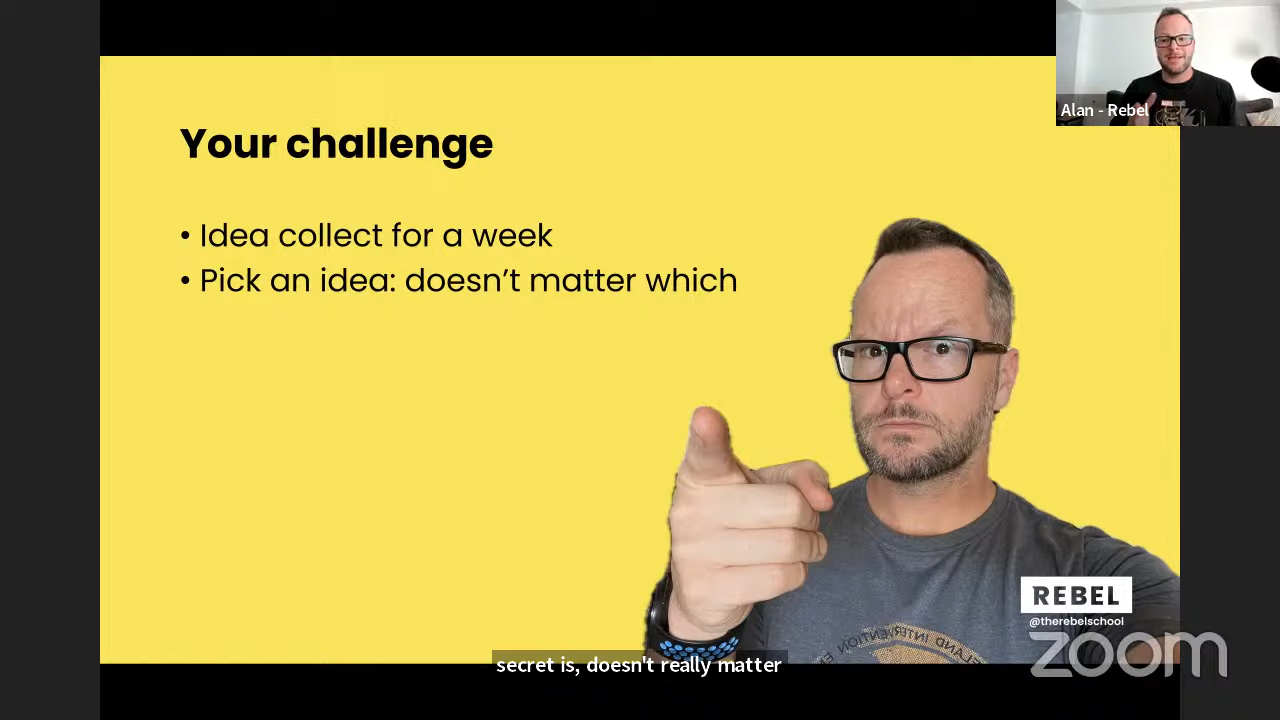 Alan - Rebel
Your challenge
• Idea collect for a week
• Pick an idea: doesn't matter which
REBEL
@therebelschool
zoom
secret is, doesn't really matter